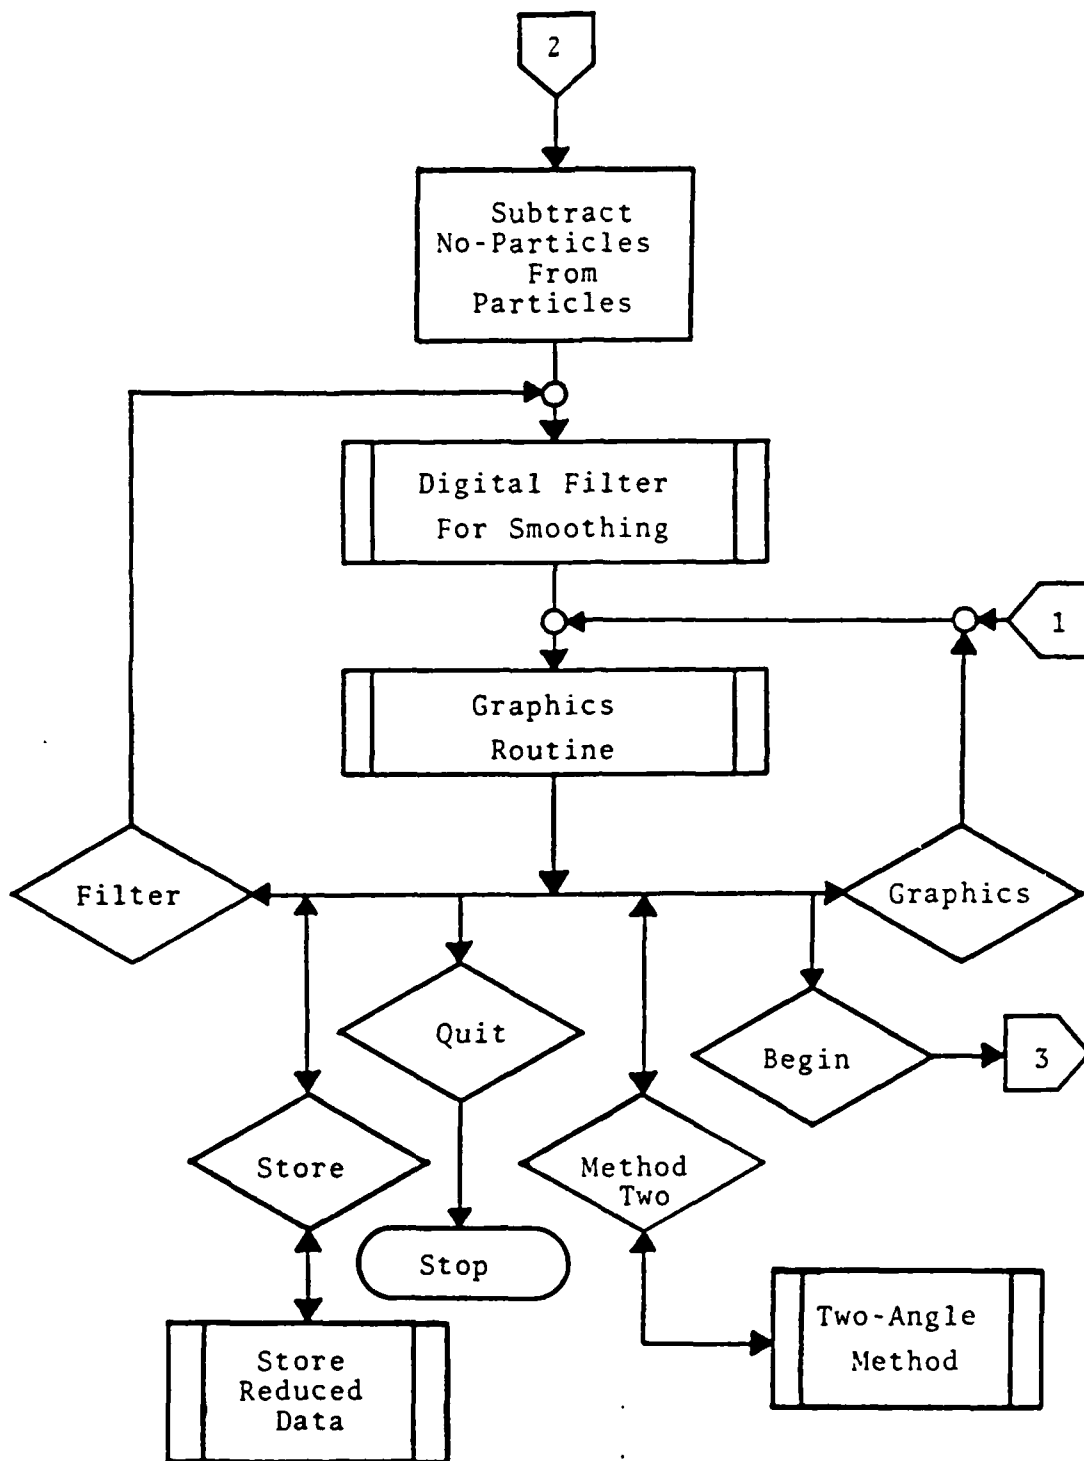 2
Subtract
No-Particles
From
Particles
Digital Filter
For Smoothing
1
Graphics
Routine
Filter
Graphics
Quit
Begin
3
Store
Method
Two
Stop
Two-Angle
Method
Store
Reduced
Data